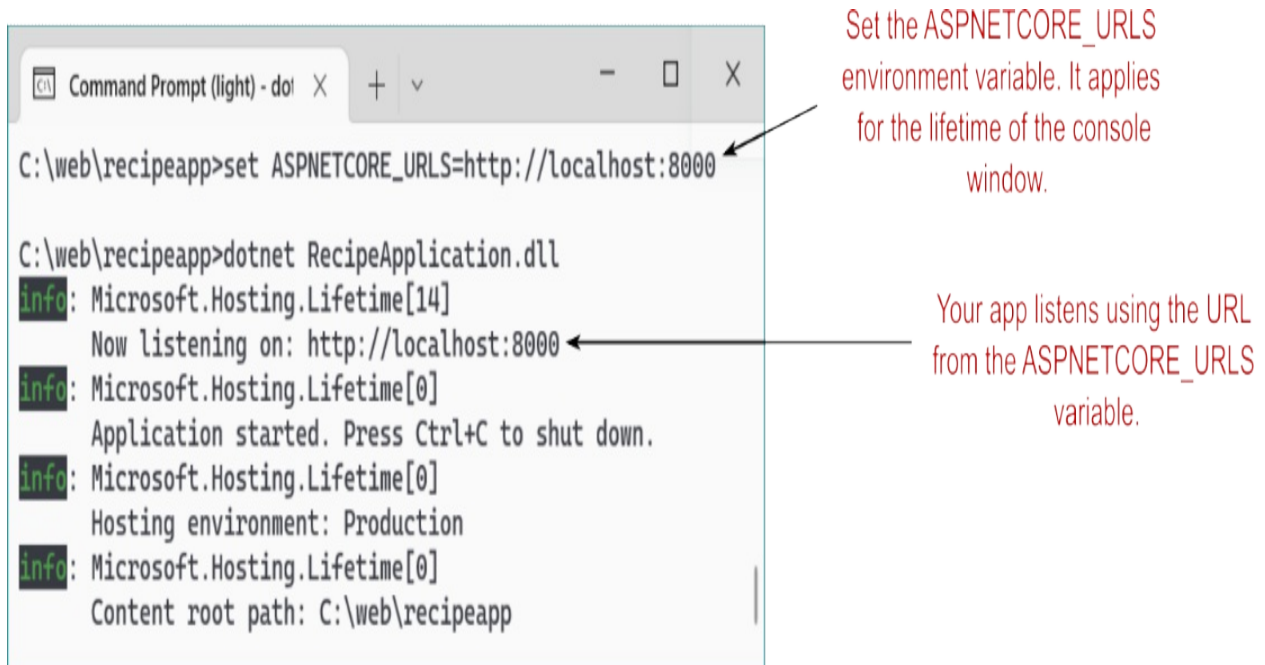 Command Prompt (light) - dot
C:\web\recipeapp>set ASPNETCORE_URLS=http://localhost:8000
C:\web\recipeapp>dotnet RecipeApplication.dll
info: Microsoft.Hosting.Lifetime[14]
Now listening on: http://localhost:8000
info: Microsoft.Hosting.Lifetime[0]
Application started. Press Ctrl+C to shut down.
info: Microsoft.Hosting.Lifetime[0]
Hosting environment: Production
info: Microsoft.Hosting.Lifetime[0]
Content root path: C:\web\recipeapp
Set the ASPNETCORE_URLS
environment variable. It applies
for the lifetime of the console
window.
Your app listens using the URL
from the ASPNETCORE_URLS
variable.